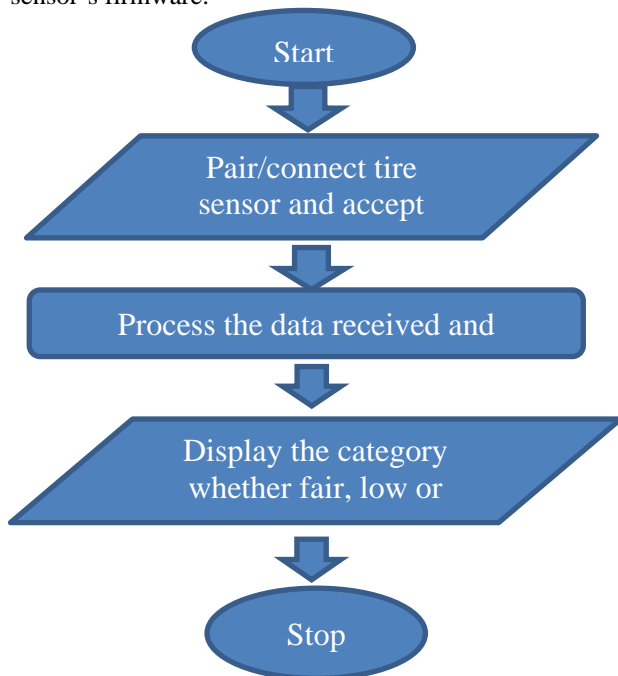 sensor's firmware.
Start
Pair/connect tire
sensor and accept
Process the data received and
Display the category
whether fair, low or
Stop